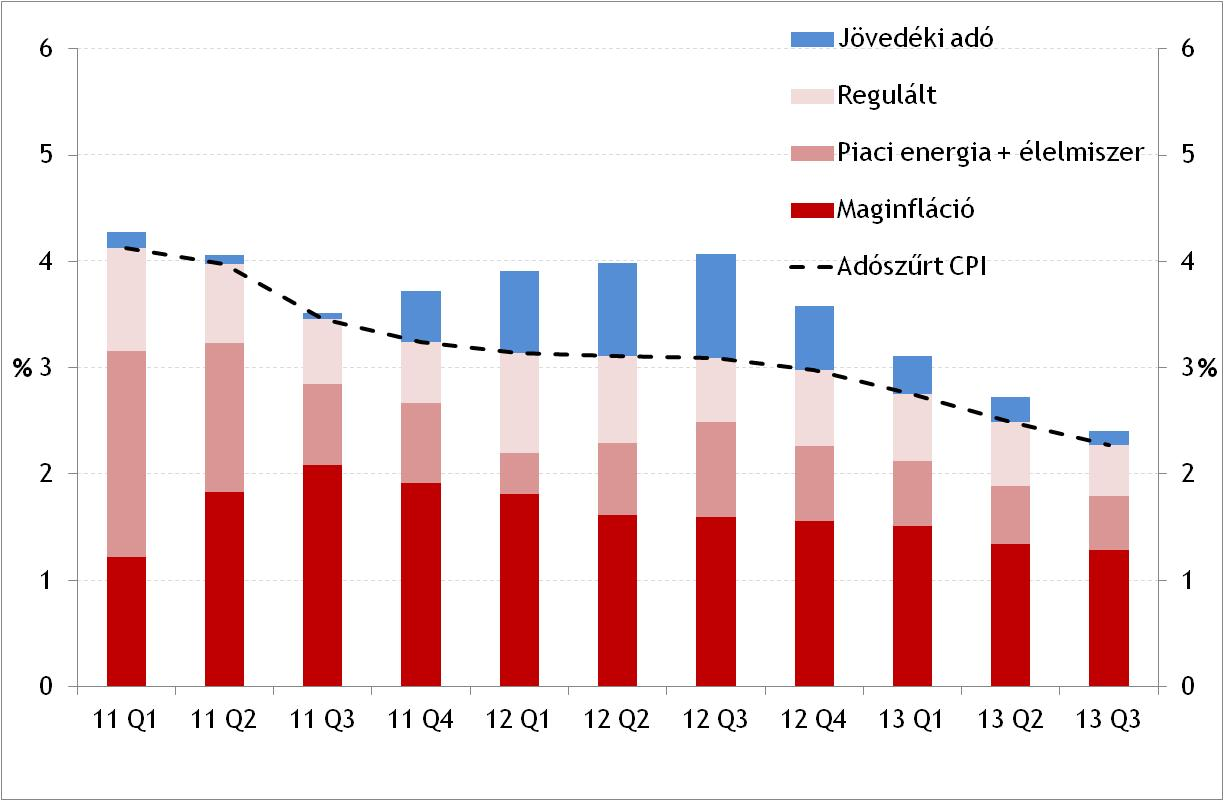 Jövedéki adó
Regulált
Piaci energia + élelmiszer
Maginfláció
Adószűrt CPI
6 6
5 5
4 4
% 3 3 %
2 2
1 1
0 0
11 Q1 11 Q2 11 Q3 11 Q4 12 Q1 12 Q2 12 Q3 12 Q4 13 Q1 13 Q2 13 Q3